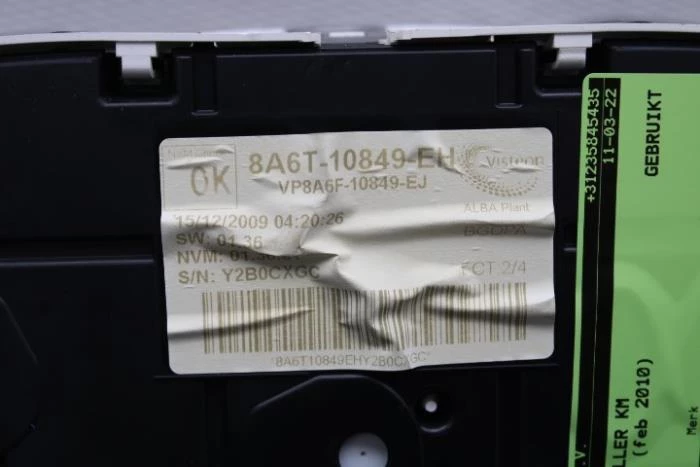 OK
8A6T-10849-EH
VP8A6F-10849-EJ
Visteon
ALBA Plant
15/12/2009 04:20:26
SW: 01.36
BGDPA
NVM:
S/N: Y2B0CXGC
FCT 2/4
*8A6T10849EHY2B0CXGC*
+31235845435
11-03-22
GEBRUIKT
LLER KM
(feb 2010)
Merk
.V.